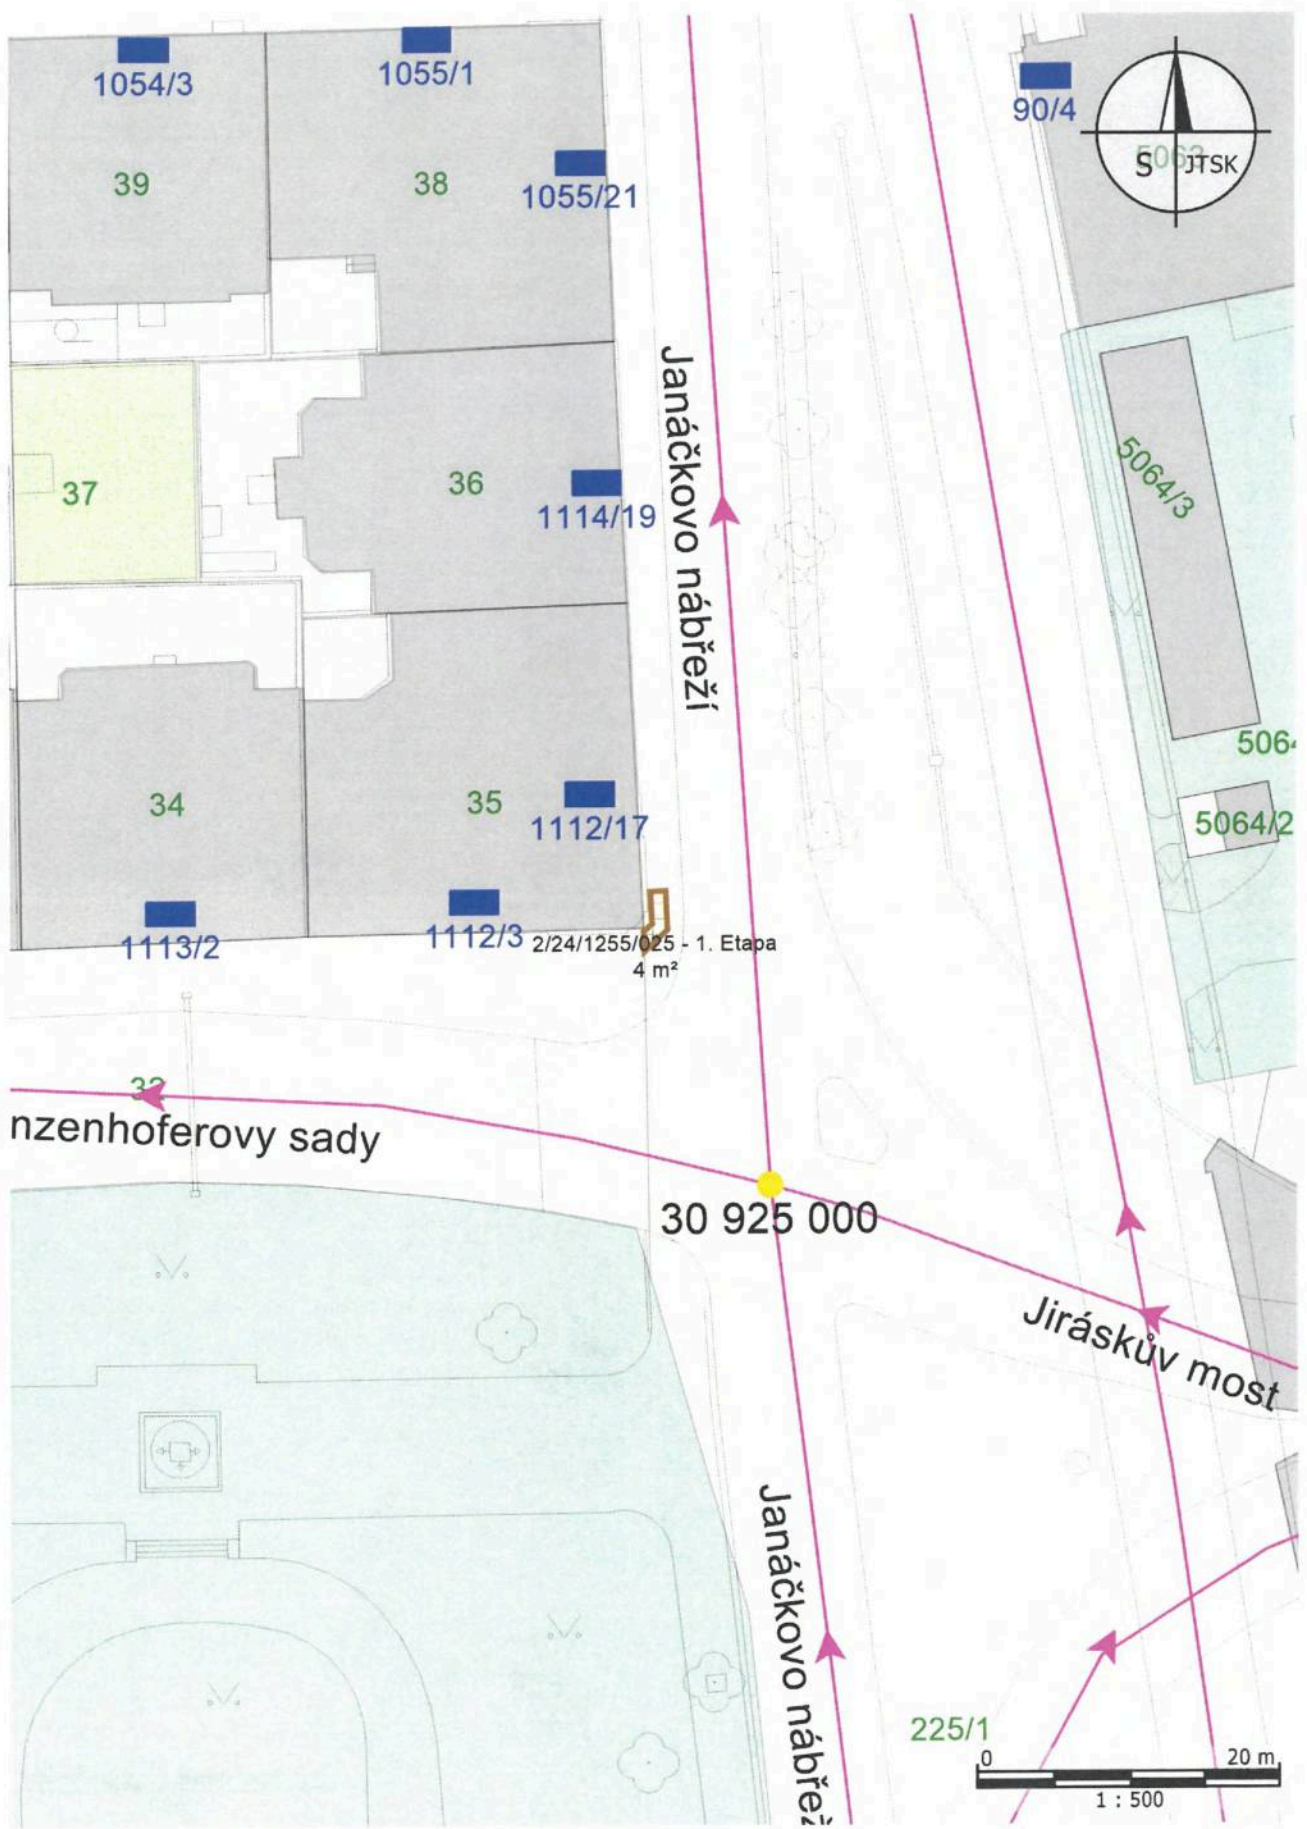 1054/3
1055/1
90/4
5063
S JTSK
39
38
1055/21
37
36
1114/19
Janáčkovo nábřeží
5064/3
5064/2
34
35
1112/17
1113/2
1112/3
2/24/1255/025 - 1. Etapa
4 m²
32
nzenhoferovy sady
30 925 000
Jiráskův most
Janáčkovo nábřež
225/1
0 20 m
1 : 500